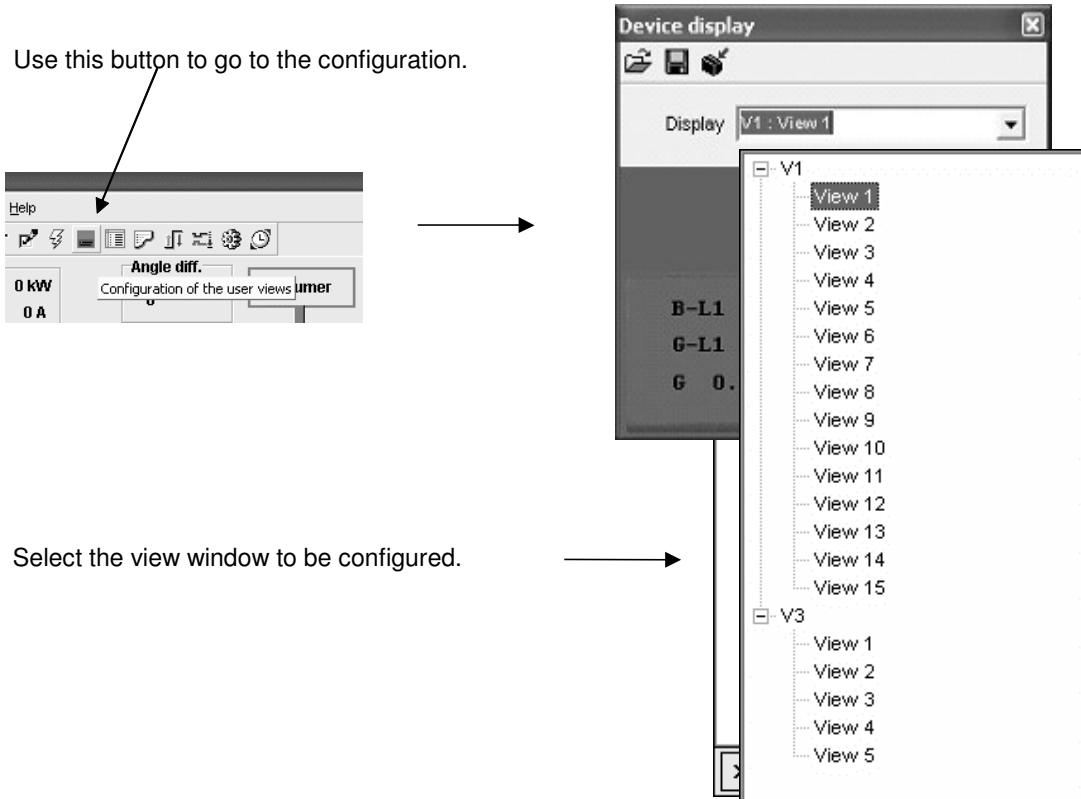 Use this button to go to the configuration.
Help
0 kW
0 A
Angle diff.
Configuration of the user views
umer
Device display
Display
V1 : View 1
V1
View 1
View 2
View 3
View 4
View 5
View 6
View 7
View 8
View 9
View 10
View 11
View 12
View 13
View 14
View 15
V3
View 1
View 2
View 3
View 4
View 5
B-L1
G-L1
G 0.
Select the view window to be configured.